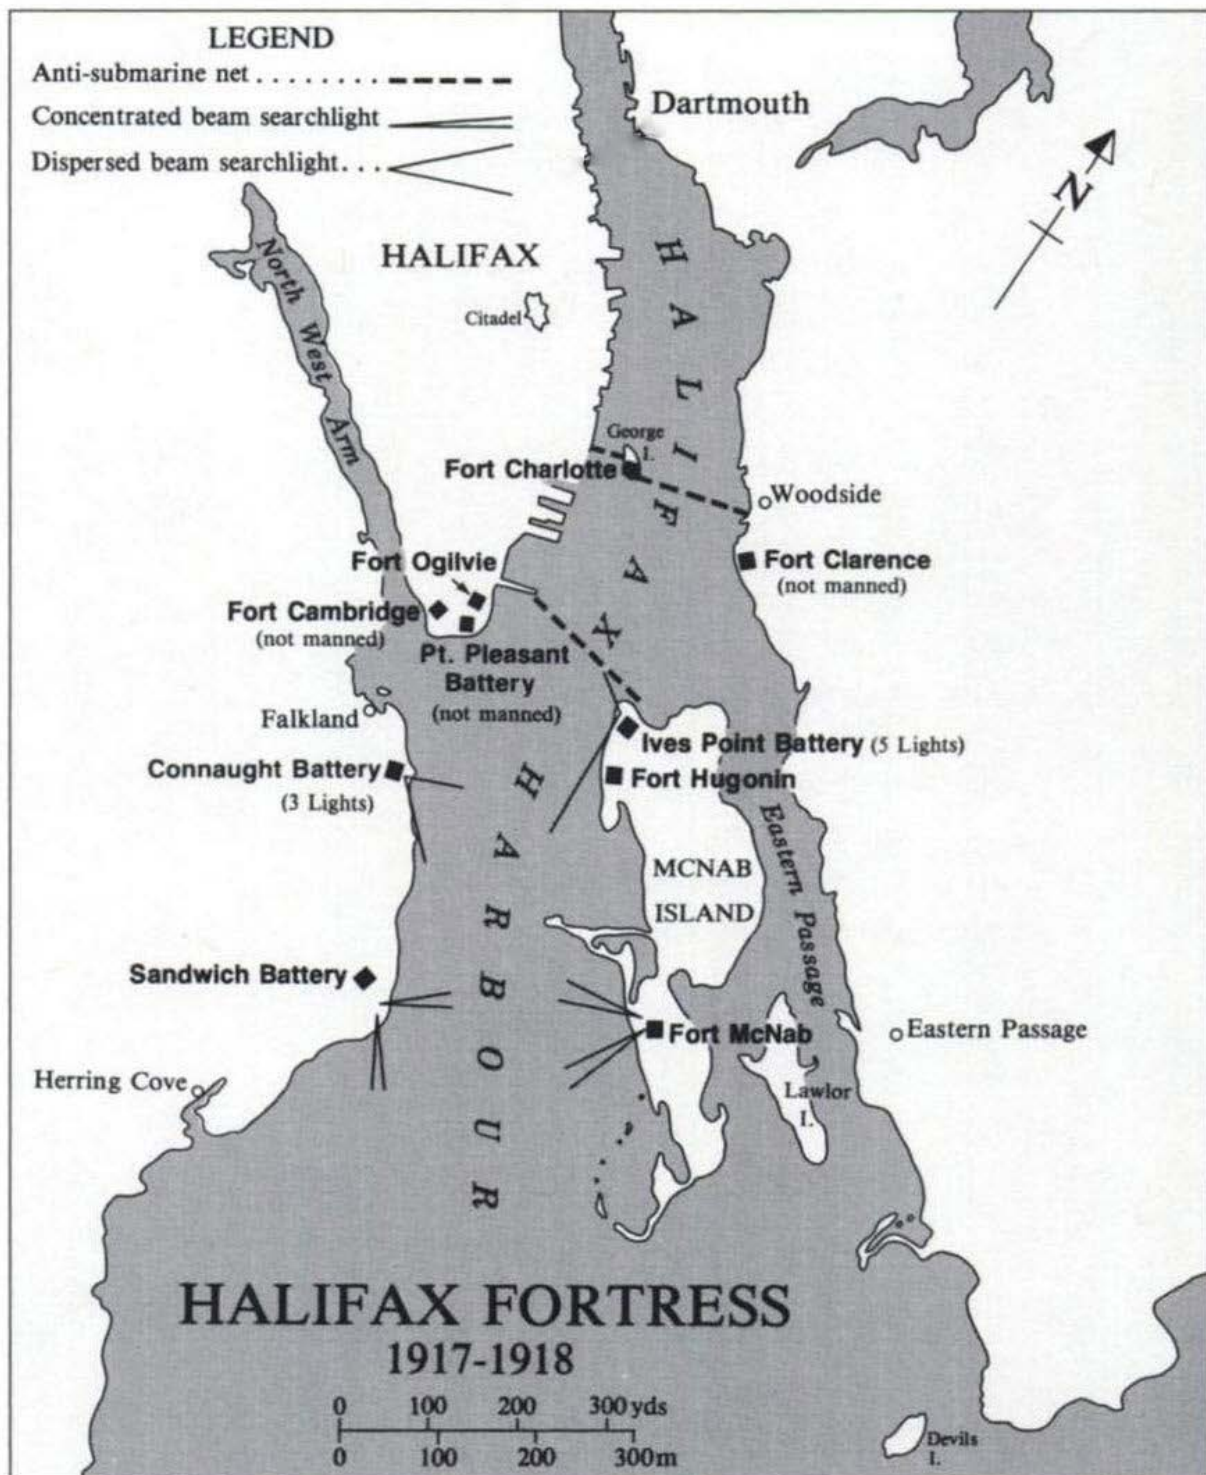 LEGEND
Anti-submarine net . . . . . . . .
Concentrated beam searchlight
Dispersed beam searchlight. . .
Dartmouth
N
North West Arm
HALIFAX
Citadel
HALIFAX HARBOUR
George
I.
Fort Charlotte
Woodside
Fort Ogilvie
Fort Clarence
(not manned)
Fort Cambridge
(not manned)
Pt. Pleasant
Battery
(not manned)
Falkland
Ives Point Battery (5 Lights)
Connaught Battery
(3 Lights)
Fort Hugonin
Eastern Passage
MCNAB
ISLAND
Sandwich Battery
Fort McNab
Eastern Passage
Herring Cove
Lawlor
I.
HALIFAX FORTRESS
1917-1918
0 100 200 300 yds
0 100 200 300m
Devils
I.